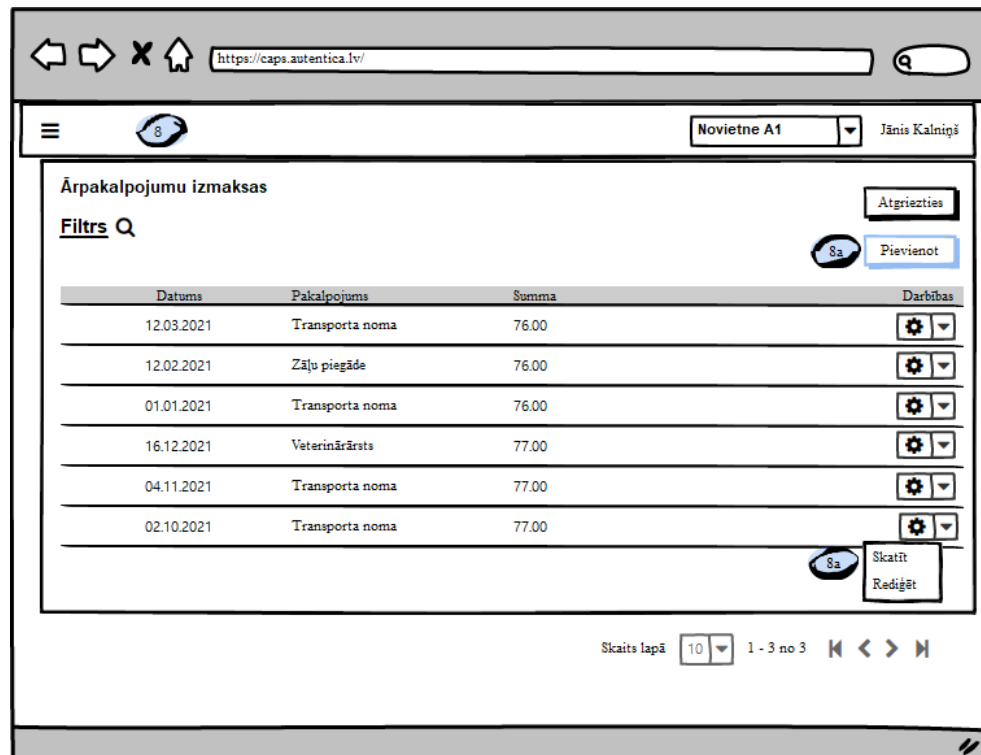 https://caps.autentica.lv/
8 Novietne A1 Jānis Kalniņš
Ārpakalpojumu izmaksas
Atgriezties
Filtrs
8a Pievienot
Datums Pakalpojums Summa Darbības
12.03.2021 Transporta noma 76.00
12.02.2021 Zāļu piegāde 76.00
01.01.2021 Transporta noma 76.00
16.12.2021 Veterinārārsts 77.00
04.11.2021 Transporta noma 77.00
02.10.2021 Transporta noma 77.00
8a Skatīt
Rediģēt
Skaits lapā 10 1 - 3 no 3